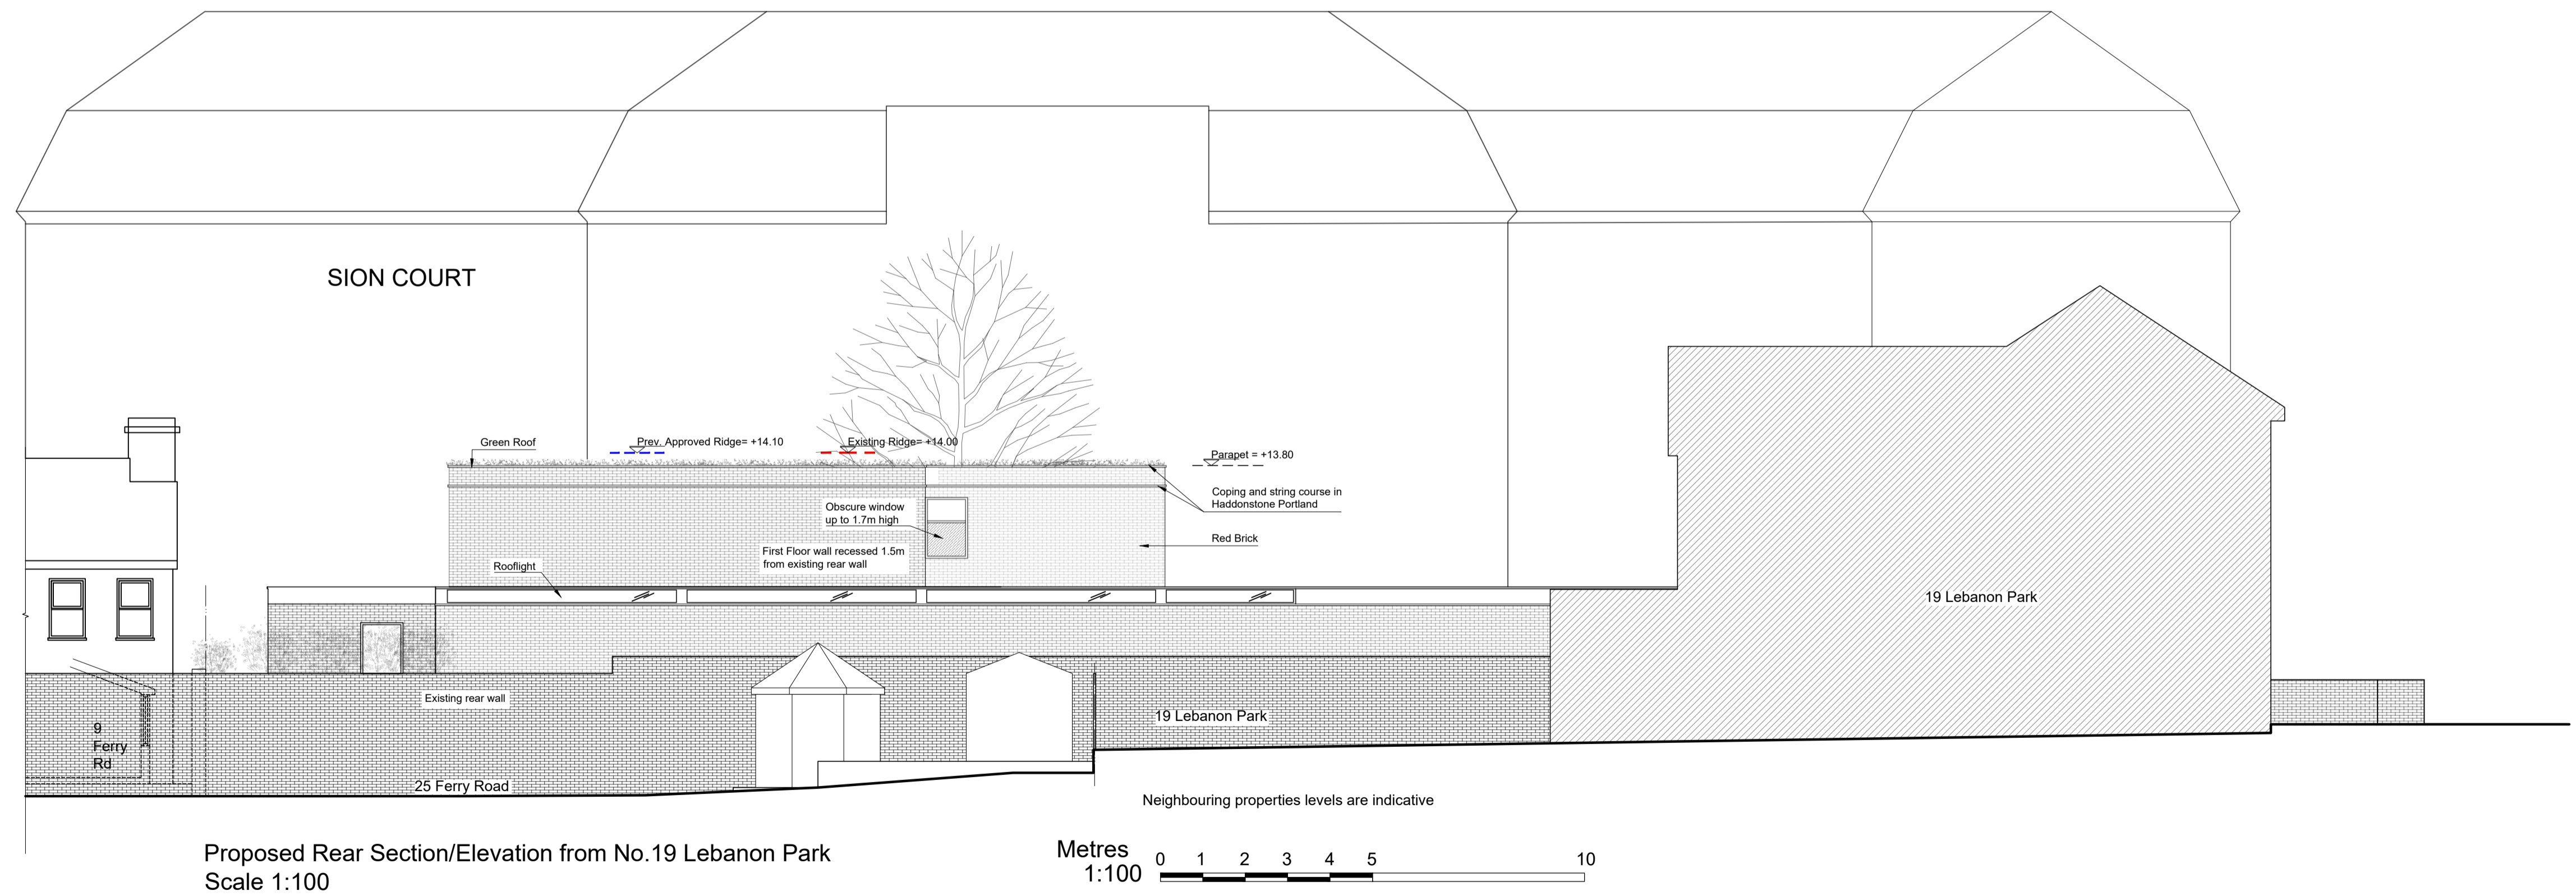 SION COURT
Green Roof
Prev. Approved Ridge= +14.10
Existing Ridge= +14.00
Parapet = +13.80
Coping and string course in
Haddonstone Portland
Obscure window
up to 1.7m high
Red Brick
First Floor wall recessed 1.5m
from existing rear wall
Rooflight
19 Lebanon Park
Existing rear wall
19 Lebanon Park
9
Ferry
Rd
25 Ferry Road
Neighbouring properties levels are indicative
Proposed Rear Section/Elevation from No.19 Lebanon Park
Scale 1:100
Metres
1:100
0 1 2 3 4 5 10